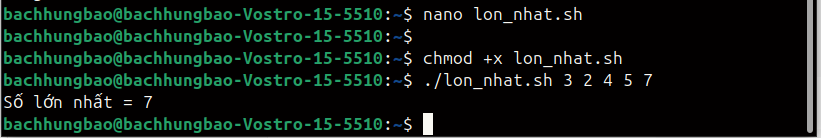 bachhungbao@bachhungbao-Vostro-15-5510:~$ nano lon_nhat.sh
bachhungbao@bachhungbao-Vostro-15-5510:~$
bachhungbao@bachhungbao-Vostro-15-5510:~$ chmod +x lon_nhat.sh
bachhungbao@bachhungbao-Vostro-15-5510:~$ ./lon_nhat.sh 3 2 4 5 7
Số lớn nhất = 7
bachhungbao@bachhungbao-Vostro-15-5510:~$